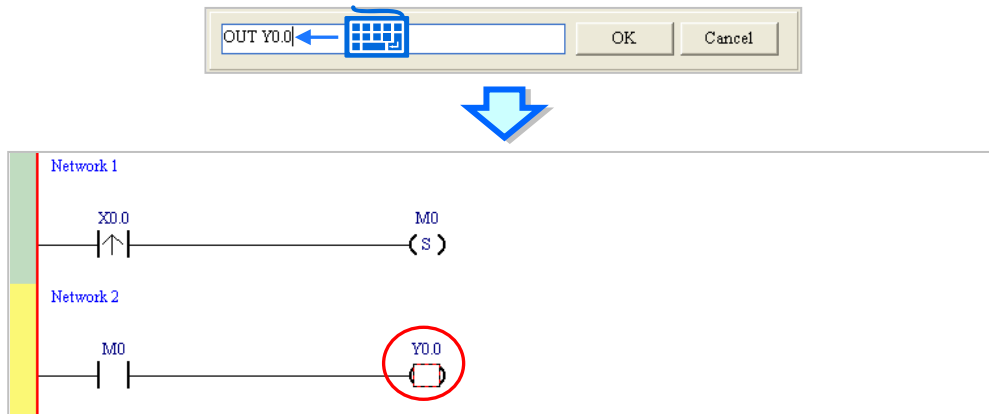 OUT Y0.0
OK
Cancel
Network 1
X0.0
M0
S
Network 2
M0
Y0.0